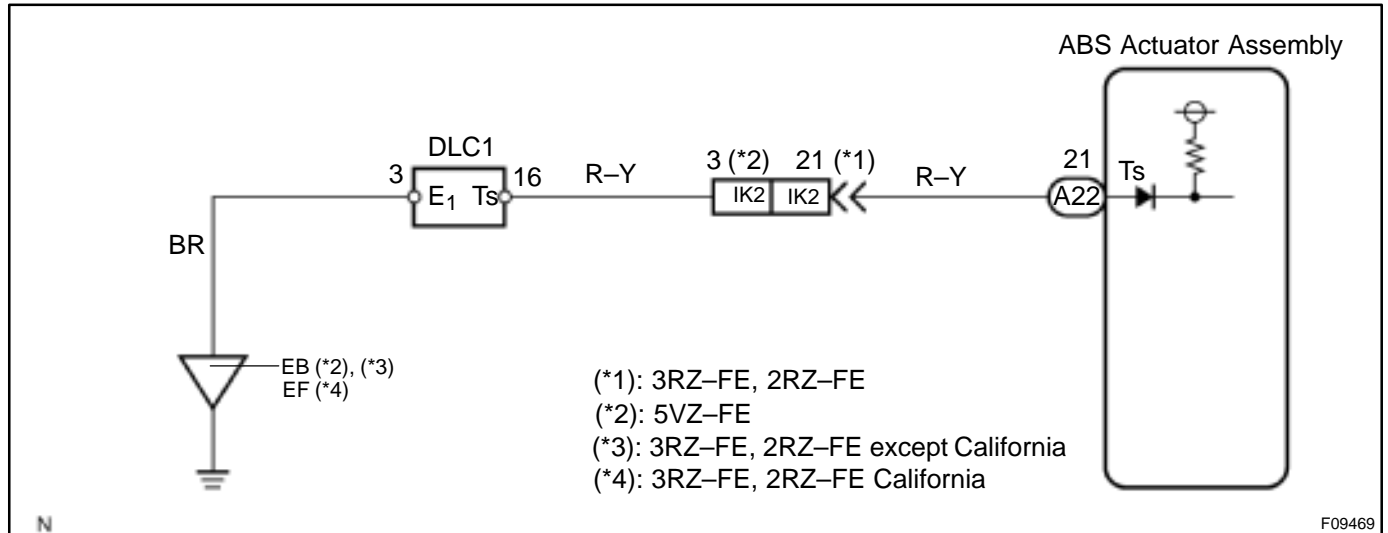 ABS Actuator Assembly
DLC1
3 E1 Ts 16
R–Y
3 (*2) 21 (*1)
IK2 IK2
R–Y
21
A22
Ts
BR
EB (*2), (*3)
EF (*4)
(*1): 3RZ–FE, 2RZ–FE
(*2): 5VZ–FE
(*3): 3RZ–FE, 2RZ–FE except California
(*4): 3RZ–FE, 2RZ–FE California
N
F09469